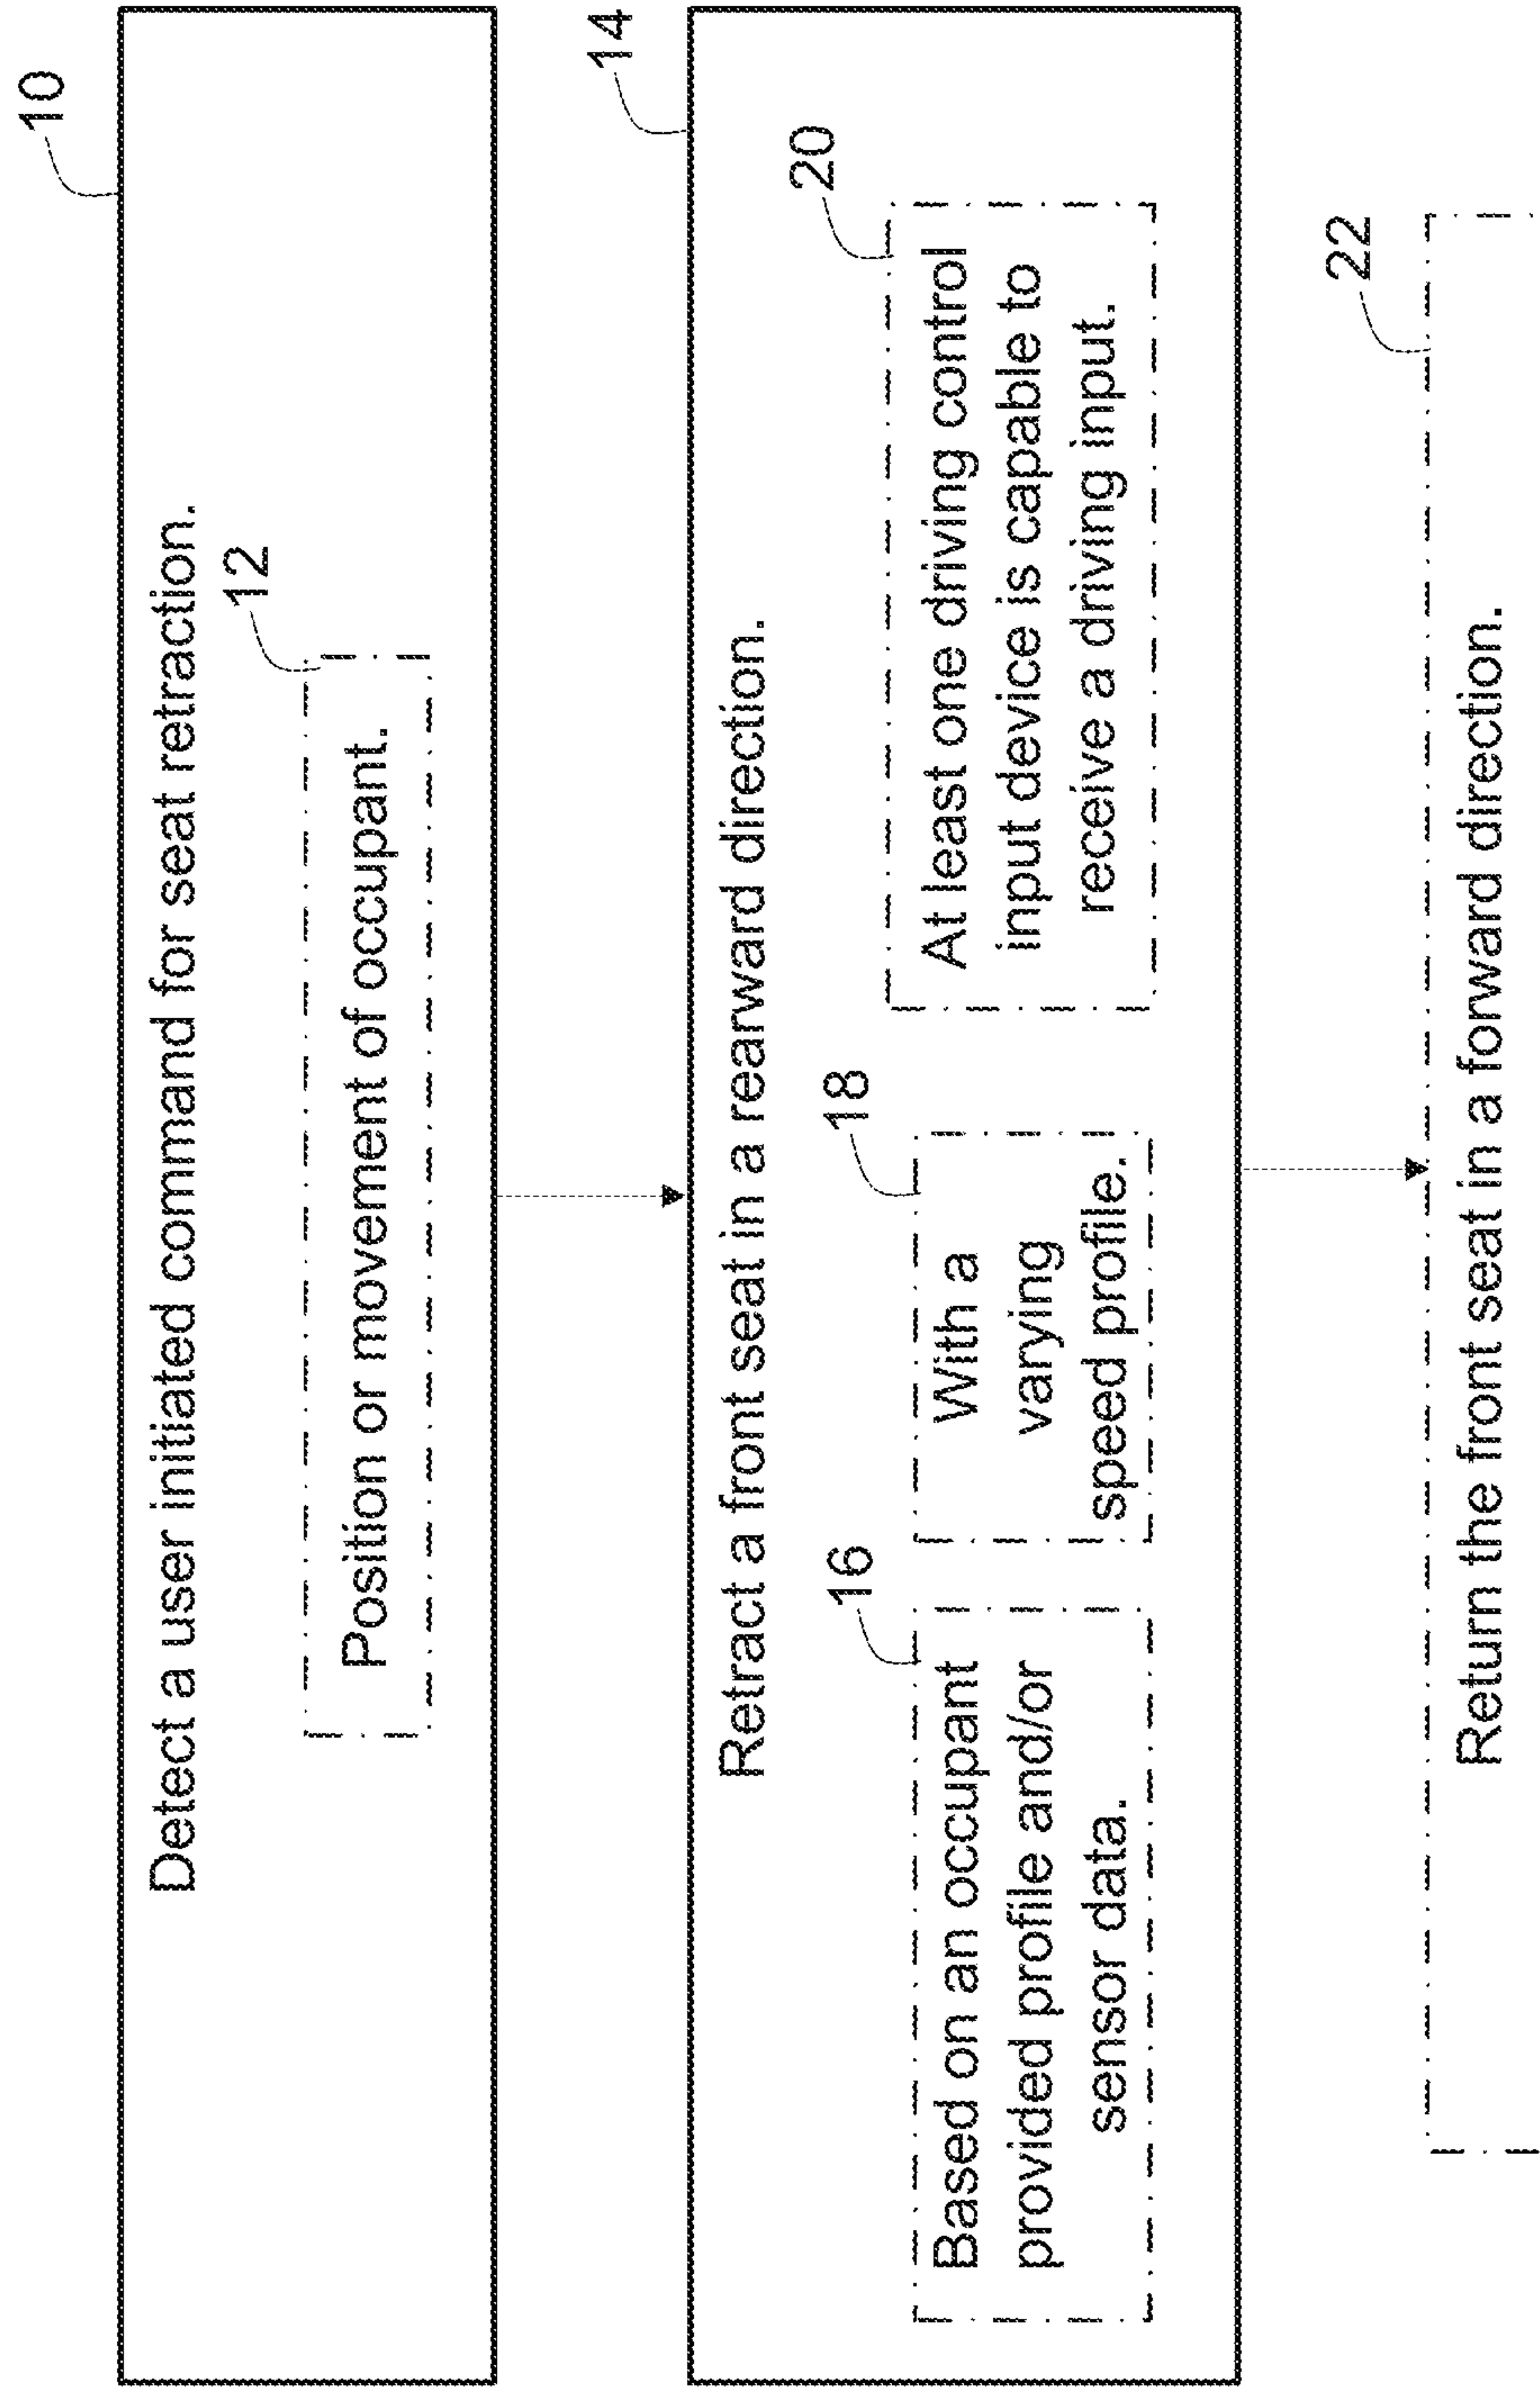 10
Detect a user initiated command for seat retraction.
12
Position or movement of occupant.
14
Retract a front seat in a rearward direction.
16
Based on an occupant
provided profile and/or
sensor data.
18
With a
varying
speed profile.
20
At least one driving control
input device is capable to
receive a driving input.
22
Return the front seat in a forward direction.